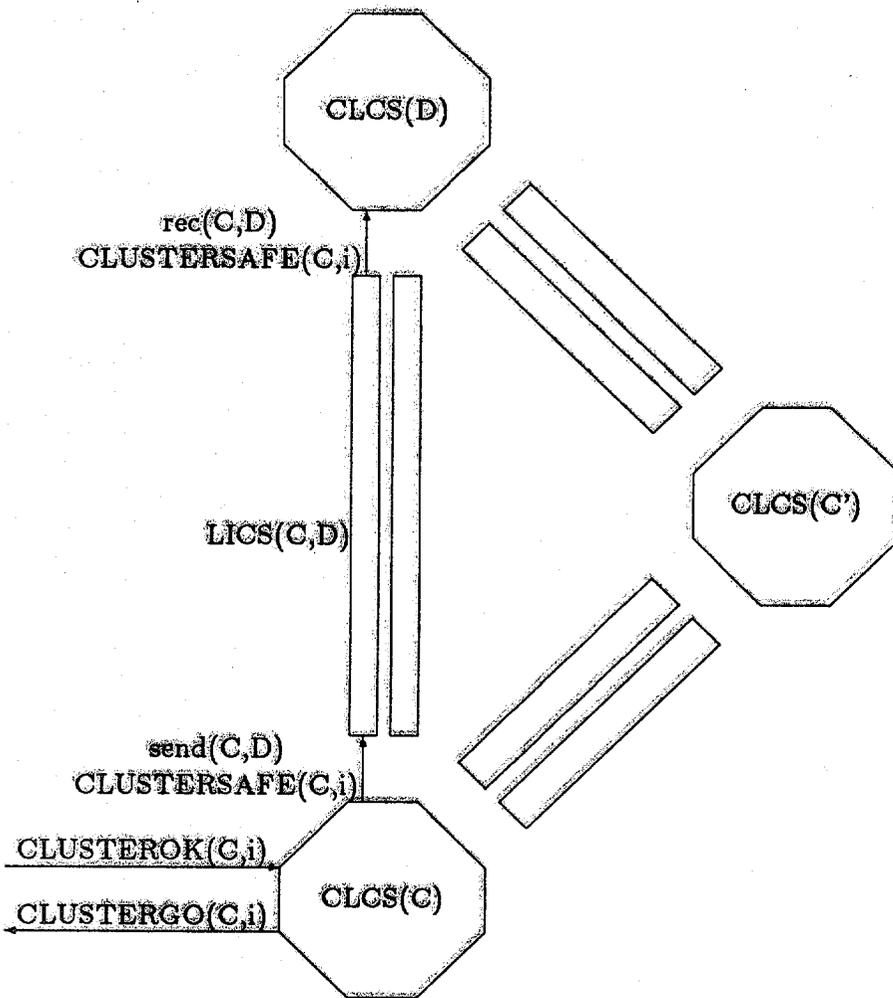 CLCS(D)
rec(C,D)
CLUSTERSAFE(C,i)
CLCS(C')
LICS(C,D)
send(C,D)
CLUSTERSAFE(C,i)
CLUSTEROK(C,i)
CLCS(C)
CLUSTERGO(C,i)